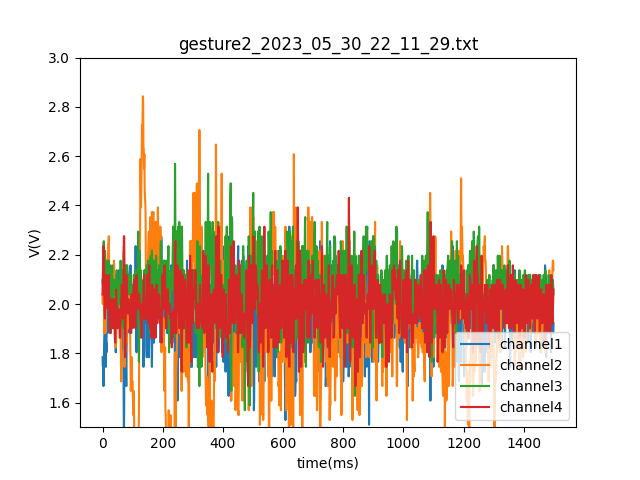 gesture2_2023_05_30_22_11_29.txt
V(V)
3.0
2.8
2.6
2.4
2.2
2.0
1.8
1.6
channel1
channel2
channel3
channel4
0 200 400 600 800 1000 1200 1400
time(ms)